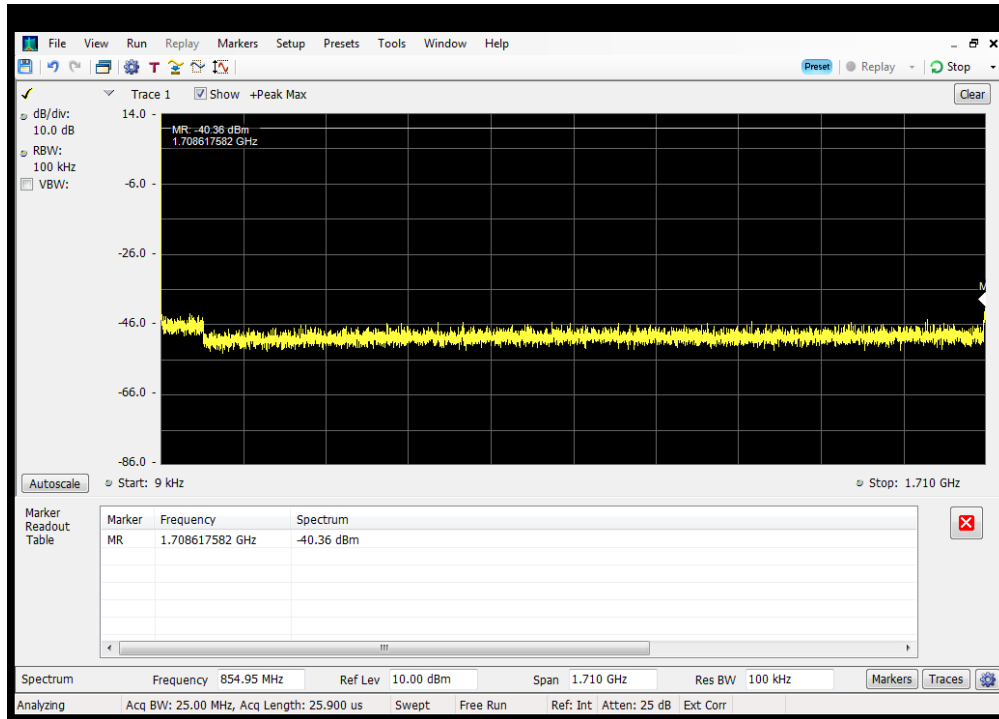 File View Run Replay Markers Setup Presets Tools Window Help
T Preset Replay Stop
Trace 1 Show +Peak Max Clear
dB/div:
10.0 dB
RBW:
100 kHz
VBW:
14.0 -
-6.0 -
-26.0 -
-46.0 -
-66.0 -
-86.0 -
MR: -40.36 dBm
1.708617582 GHz
M
Autoscale Start: 9 kHz Stop: 1.710 GHz
Marker
Readout
Table
Marker Frequency Spectrum
MR 1.708617582 GHz -40.36 dBm
Spectrum Frequency 854.95 MHz Ref Lev 10.00 dBm Span 1.710 GHz Res BW 100 kHz Markers Traces
Analyzing Acq BW: 25.00 MHz, Acq Length: 25.900 us Swept Free Run Ref: Int Atten: 25 dB Ext Corr